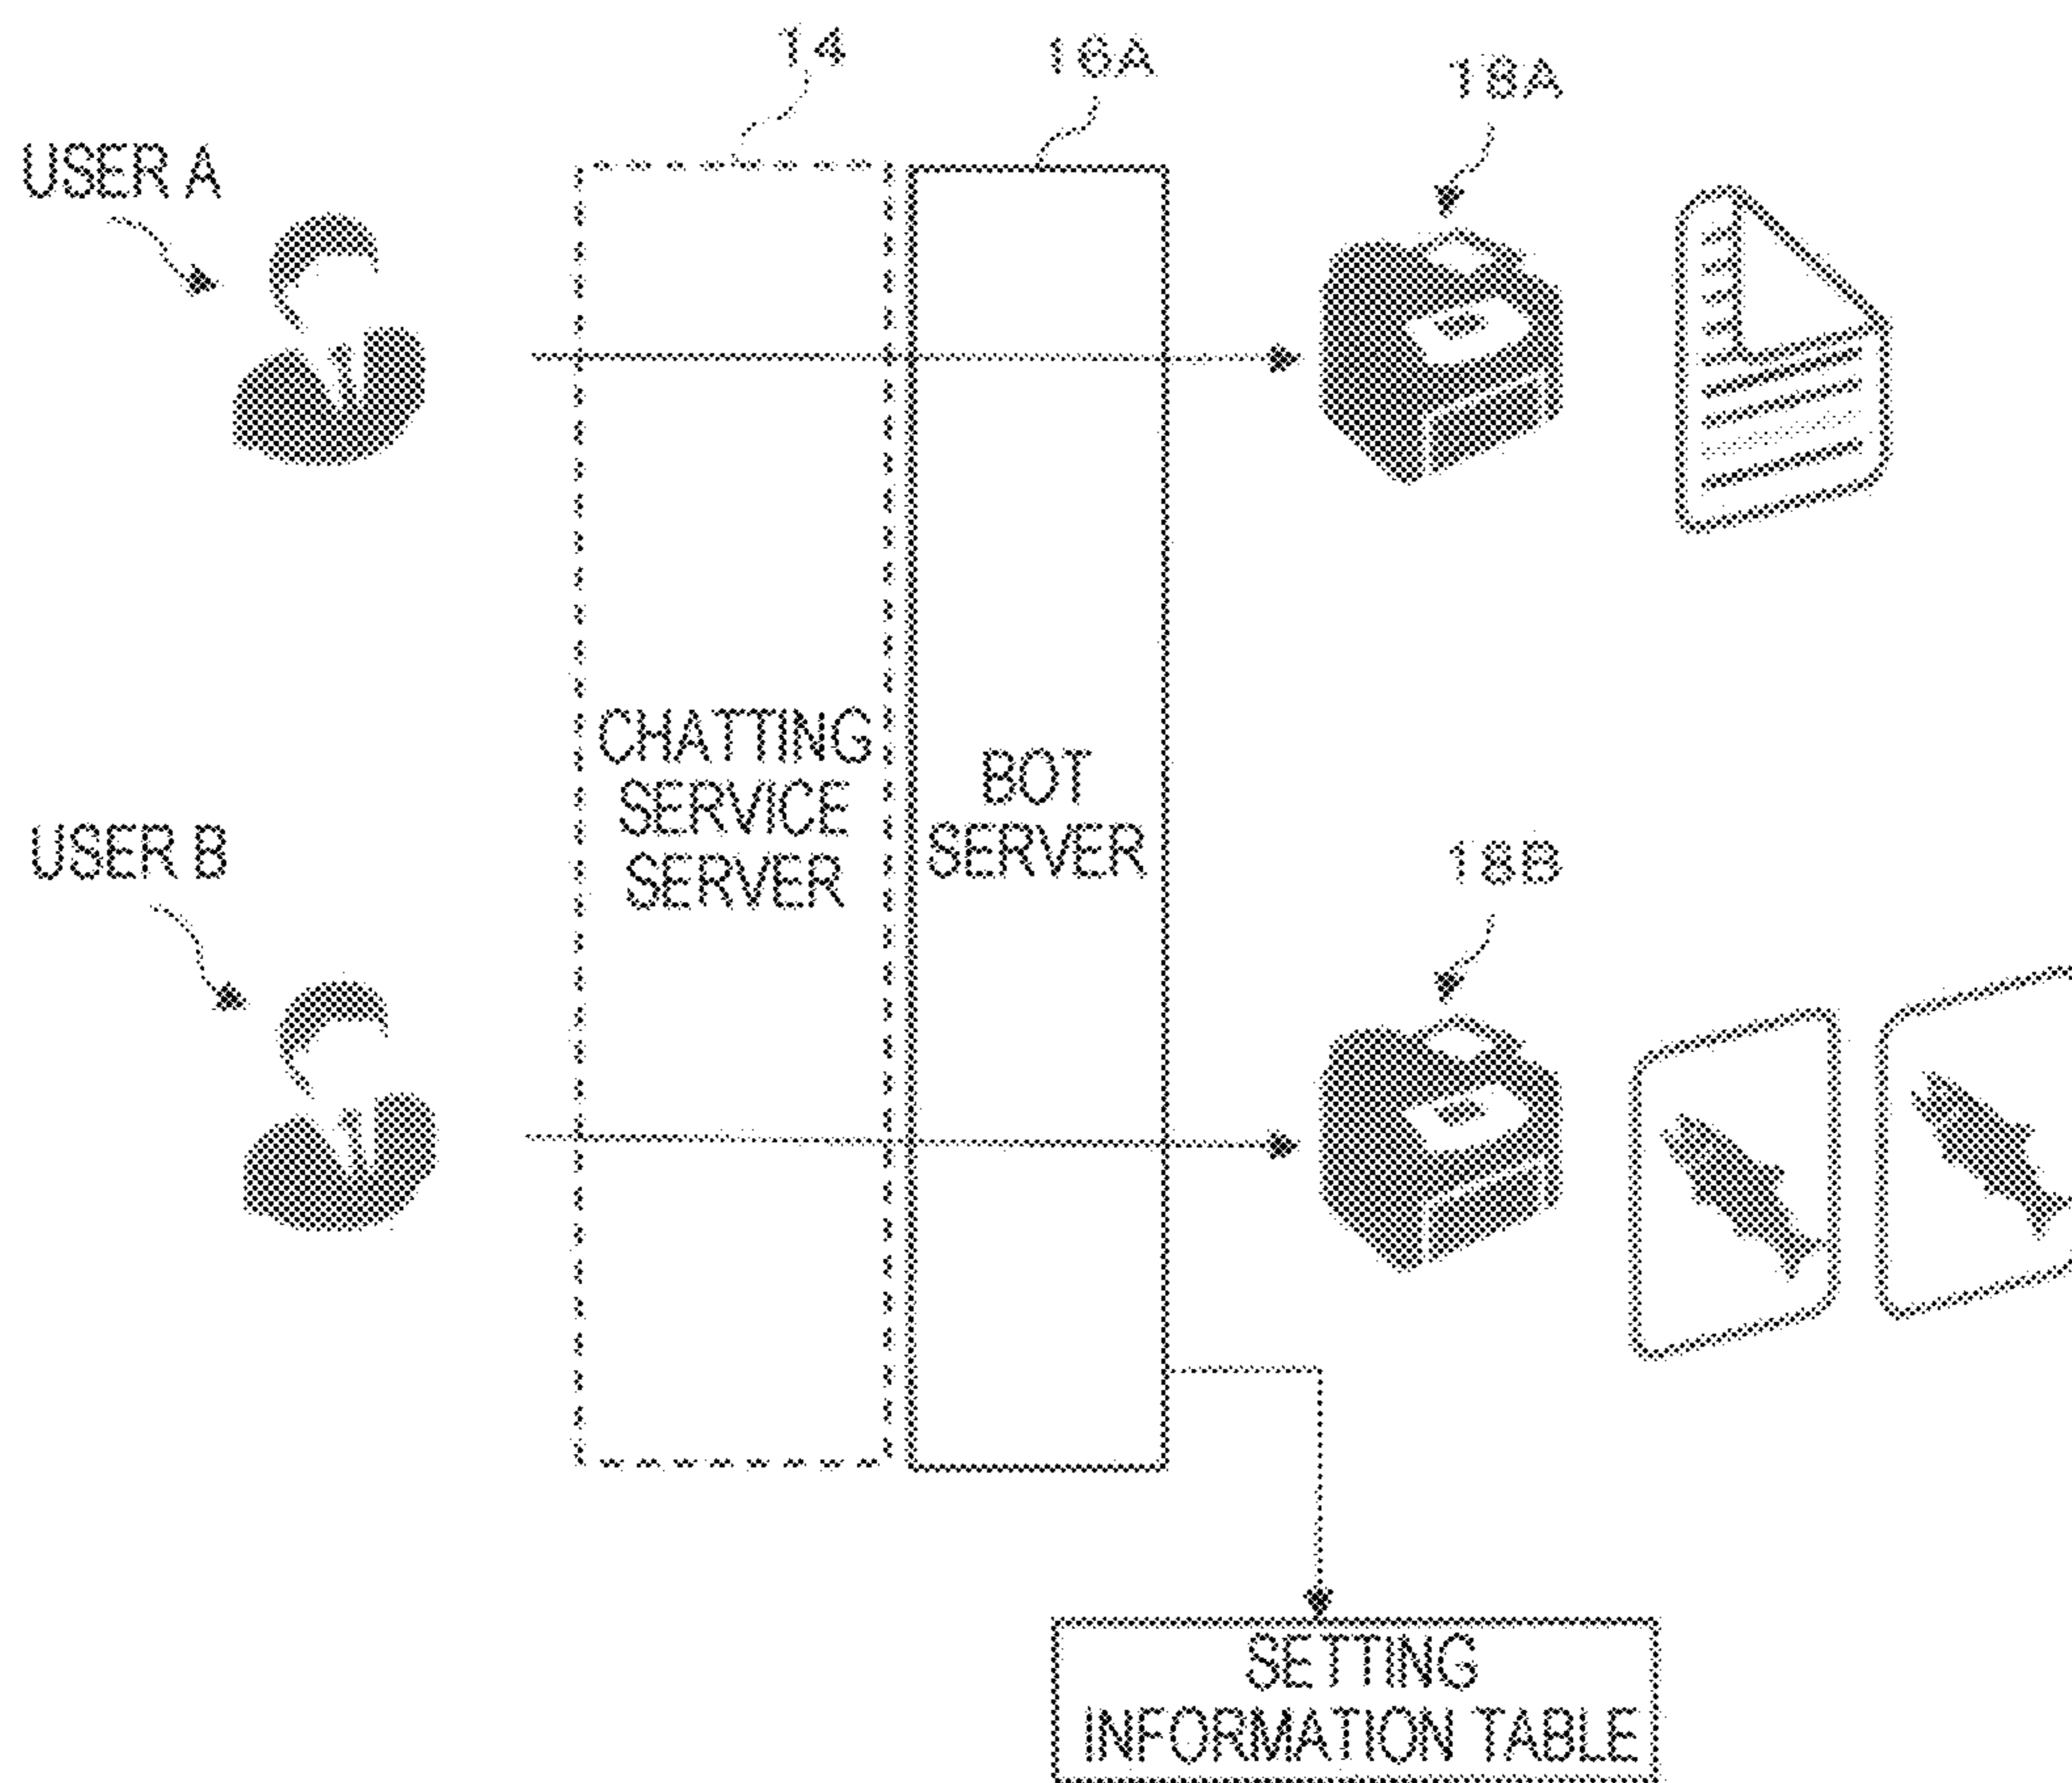 14
16A
18A
USER A
CHATTING
SERVICE
SERVER
BOT
SERVER
USER B
18B
SETTING
INFORMATION TABLE